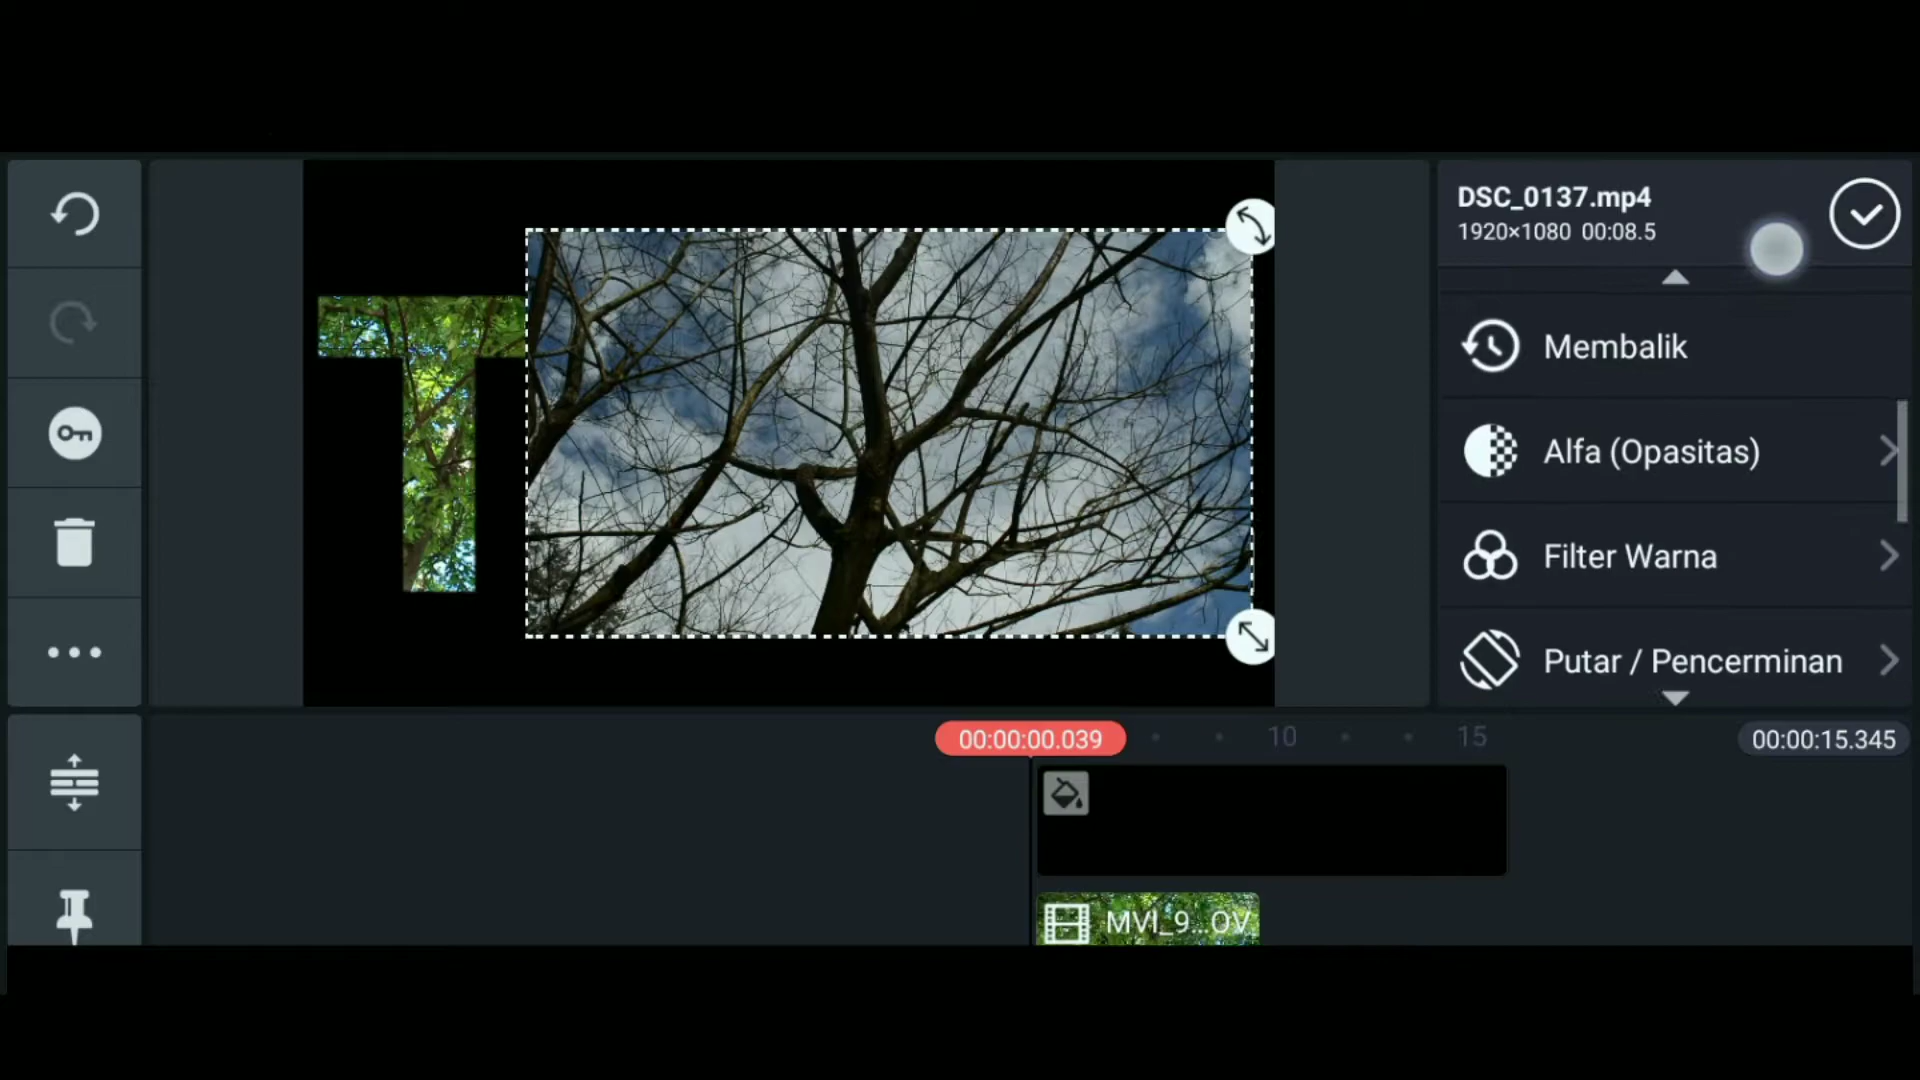 DSC_0137.mp4
1920×1080 00:08.5
Membalik
Alfa (Opasitas)
Filter Warna
Putar / Pencerminan
00:00:00.039
10
15
00:00:15.345
MVI_9...OV
T